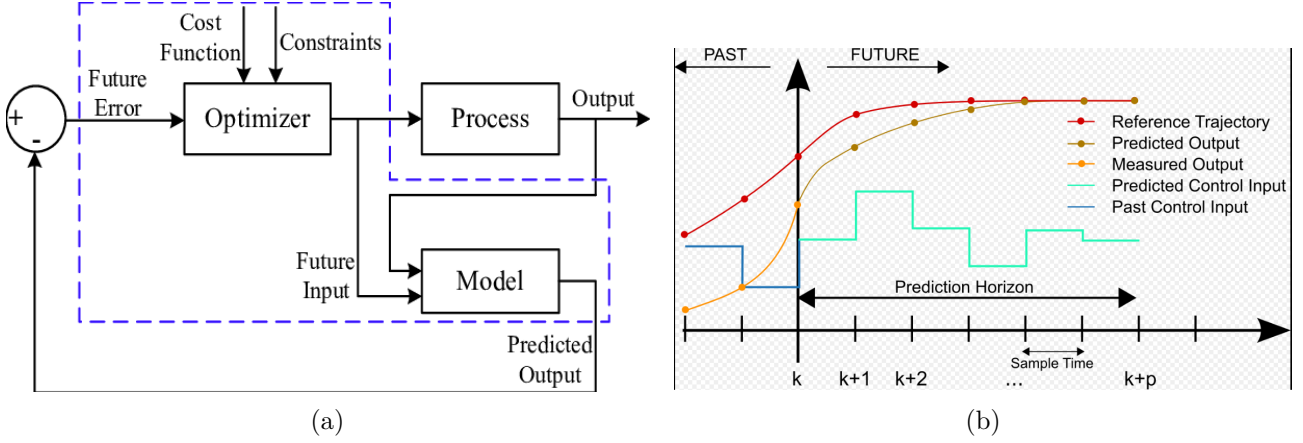 Cost
Function
Constraints
Future
Error
+
-
Optimizer
Process
Output
Future
Input
Model
Predicted
Output
(a)
PAST
FUTURE
Reference Trajectory
Predicted Output
Measured Output
Predicted Control Input
Past Control Input
Prediction Horizon
Sample Time
k
k+1
k+2
...
k+p
(b)